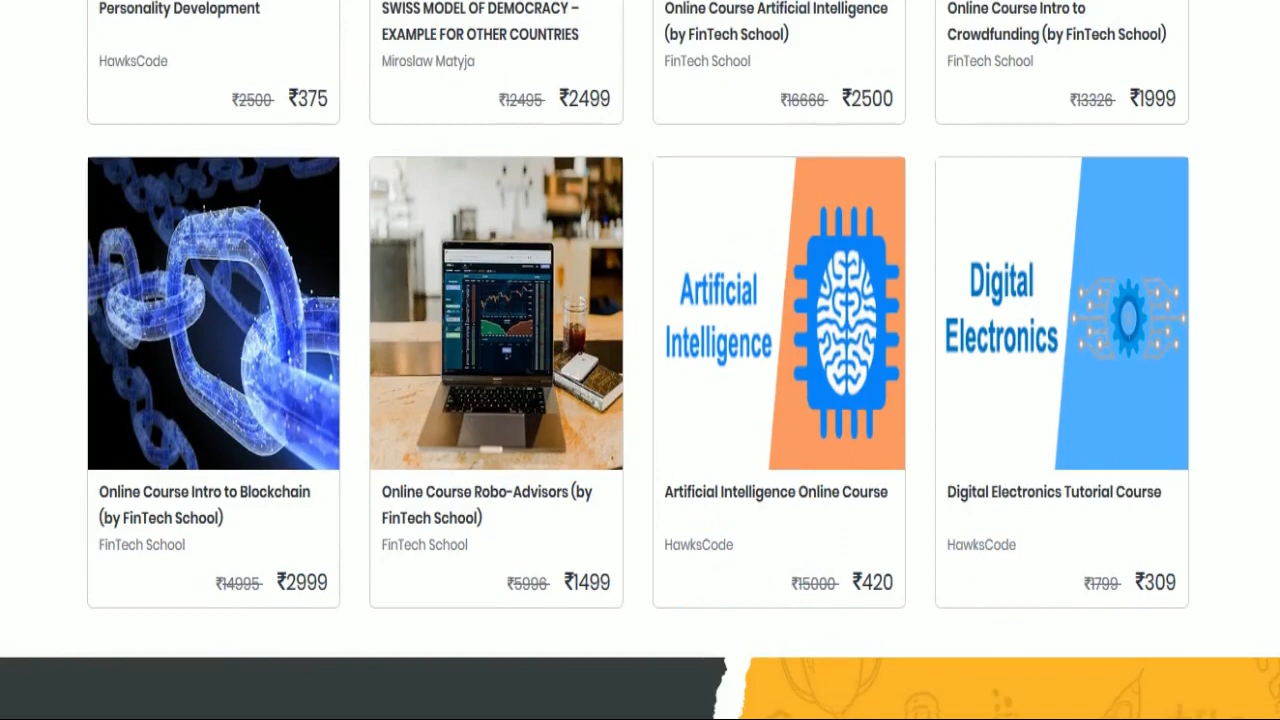 Personality Development
HawksCode
₹2500 ₹375
SWISS MODEL OF DEMOCRACY –
EXAMPLE FOR OTHER COUNTRIES
Miroslaw Matyja
₹12495 ₹2499
Online Course Artificial Intelligence
(by FinTech School)
FinTech School
₹16666 ₹2500
Online Course Intro to
Crowdfunding (by FinTech School)
FinTech School
₹13326 ₹1999
Online Course Intro to Blockchain
(by FinTech School)
FinTech School
₹14995 ₹2999
Online Course Robo-Advisors (by
FinTech School)
FinTech School
₹5996 ₹1499
Artificial
Intelligence
Artificial Intelligence Online Course
HawksCode
₹15000 ₹420
Digital
Electronics
Digital Electronics Tutorial Course
HawksCode
₹1799 ₹309